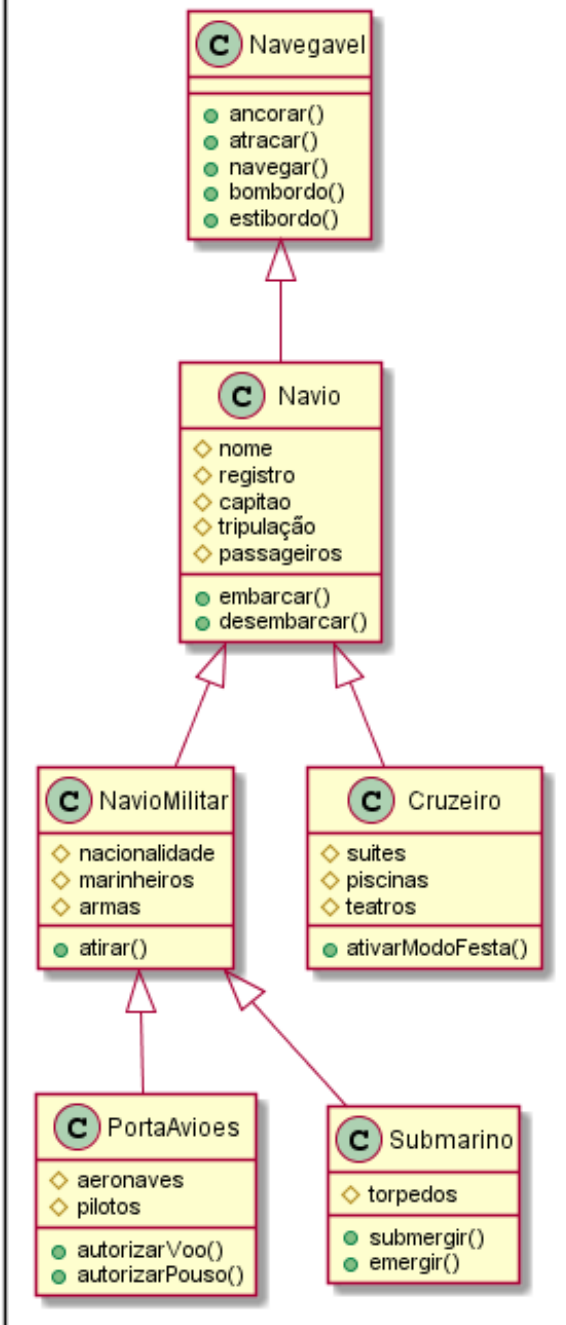 C Navegavel
ancorar()
atracar()
navegar()
bombordo()
estibordo()
C Navio
nome
registro
capitao
tripulação
passageiros
embarcar()
desembarcar()
C NavioMilitar
nacionalidade
marinheiros
armas
atirar()
C Cruzeiro
suites
piscinas
teatros
ativarModoFesta()
C PortaAvioes
aeronaves
pilotos
autorizarVoo()
autorizarPouso()
C Submarino
torpedos
submergir()
emergir()